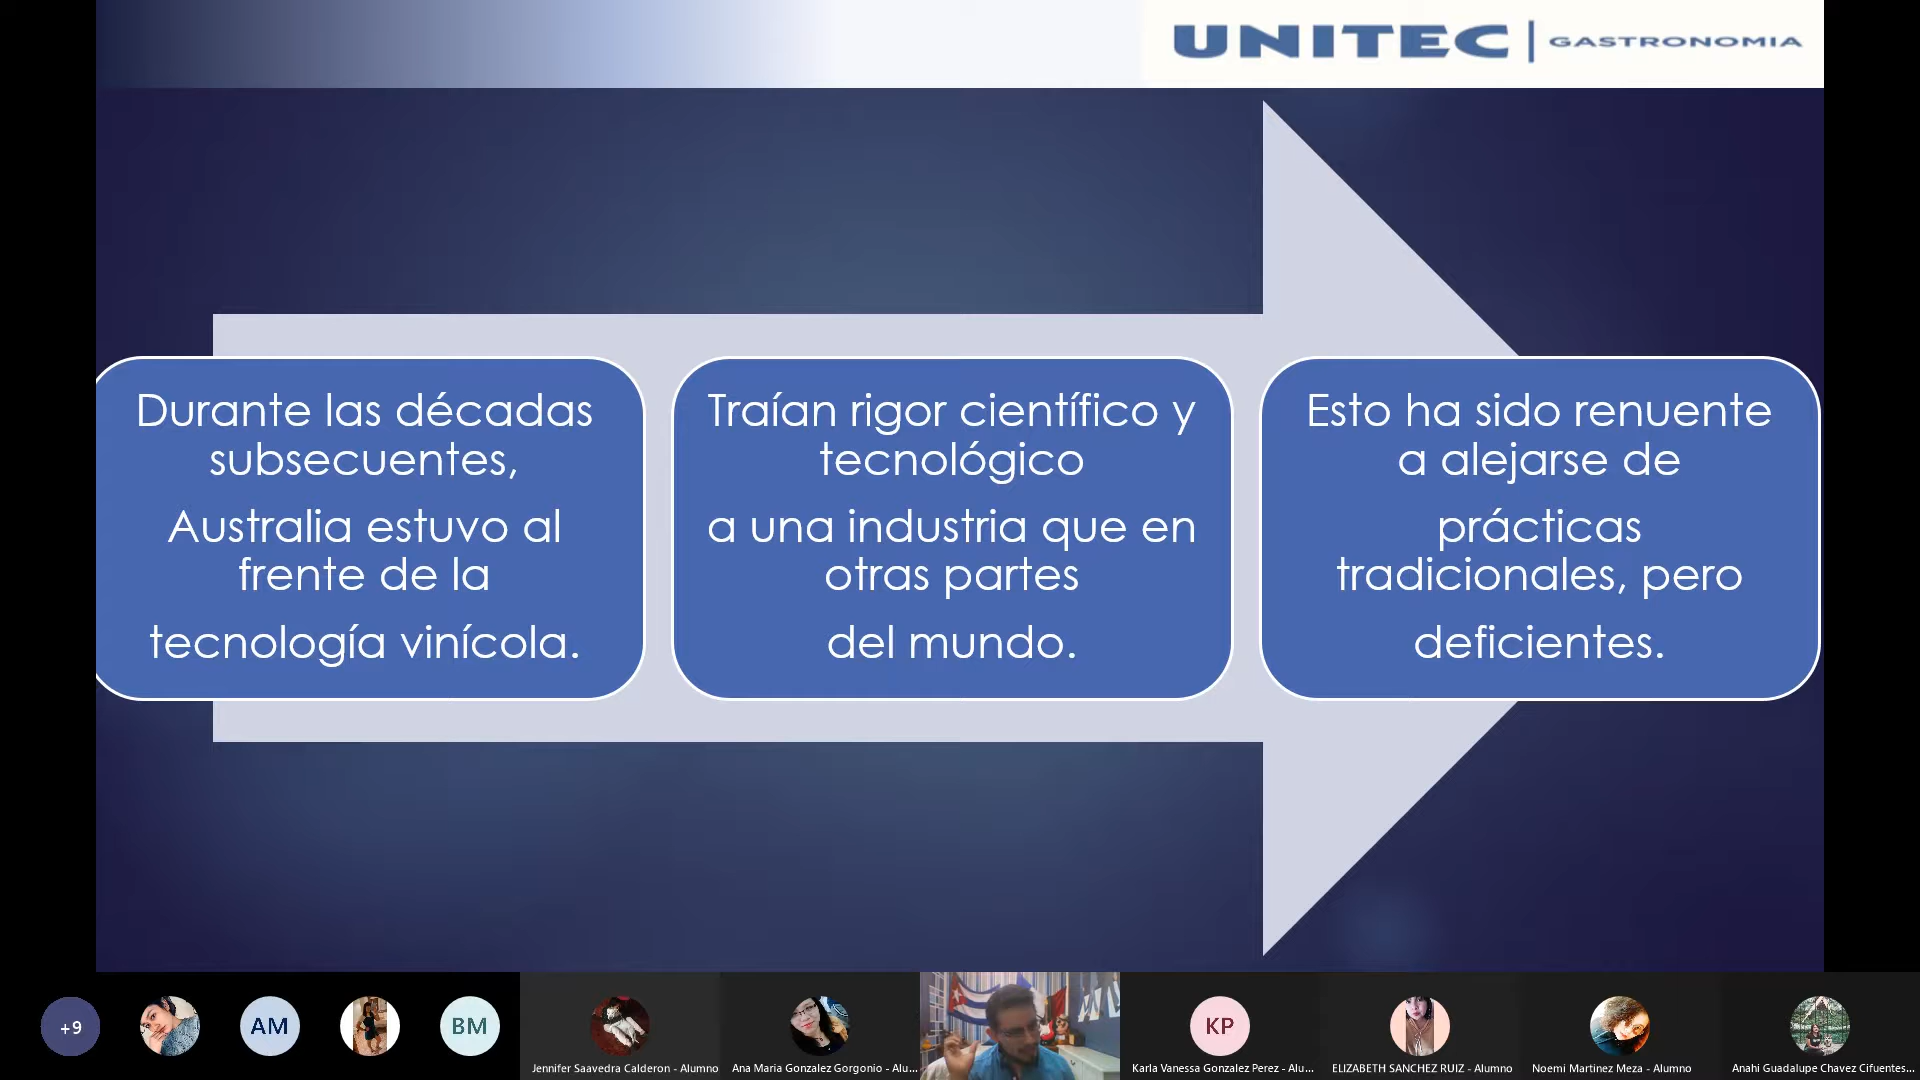 UNITEC | GASTRONOMIA
Durante las décadas
subsecuentes,
Australia estuvo al
frente de la
tecnología vinícola.
Traían rigor científico y
tecnológico
a una industria que en
otras partes
del mundo.
Esto ha sido renuente
a alejarse de
prácticas
tradicionales, pero
deficientes.
+9
AM
BM
Jennifer Saavedra Calderon - Alumno
Ana Maria Gonzalez Gorgonio - Alu...
KP
Karla Vanessa Gonzalez Perez - Alu...
ELIZABETH SANCHEZ RUIZ - Alumno
Noemi Martinez Meza - Alumno
Anahi Guadalupe Chavez Cifuentes...